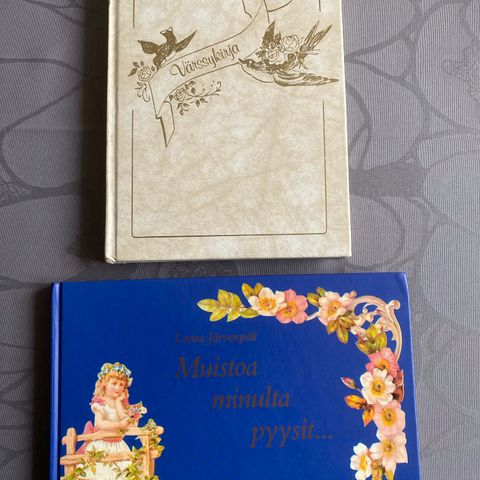 Värssykirja
Leena Järvenpää
Muistoa
minulta
pyysit...